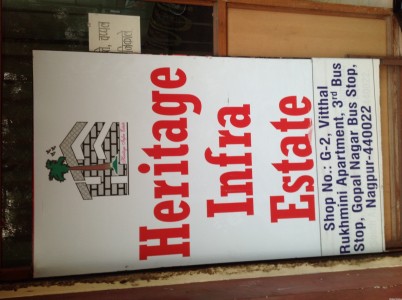 Heritage
Infra
Estate
Shop No.: G-2, Vitthal
Rukhmini Apartment, 3rd Bus
Stop, Gopal Nagar Bus Stop,
Nagpur-440022